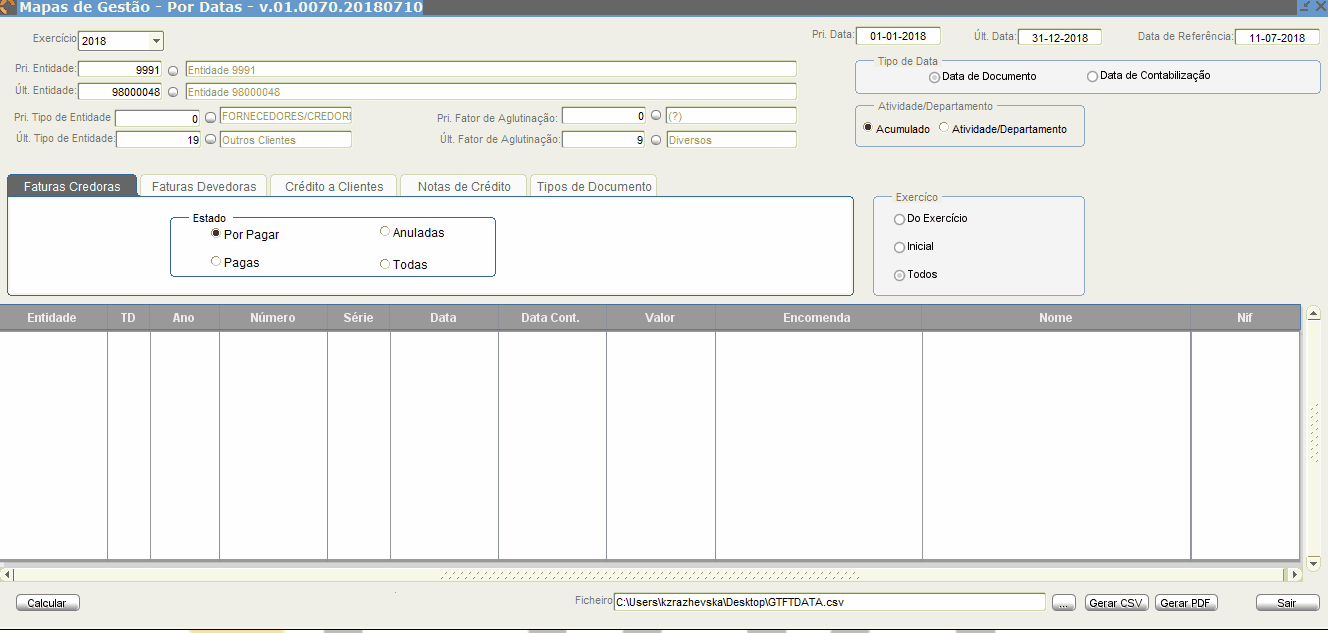 Mapas de Gestão - Por Datas - v.01.0070.20180710
Exercício 2018
Pri. Data: 01-01-2018 Últ. Data: 31-12-2018 Data de Referência: 11-07-2018
Pri. Entidade: 9991 Entidade 9991
Últ. Entidade: 98000048 Entidade 98000048
Tipo de Data
Data de Documento Data de Contabilização
Pri. Tipo de Entidade 0 FORNECEDORES/CREDORI
Pri. Fator de Aglutinação: 0 (?)
Últ. Tipo de Entidade: 19 Outros Clientes
Últ. Fator de Aglutinação: 9 Diversos
Atividade/Departamento
Acumulado Atividade/Departamento
Faturas Credoras Faturas Devedoras Crédito a Clientes Notas de Crédito Tipos de Documento
Estado
Por Pagar Anuladas
Pagas Todas
Exercíco
Do Exercício
Inicial
Todos
Entidade TD Ano Número Série Data Data Cont. Valor Encomenda Nome Nif
Calcular Ficheiro C:\Users\kzrazhevska\Desktop\GTFTDATA.csv ... Gerar CSV Gerar PDF Sair